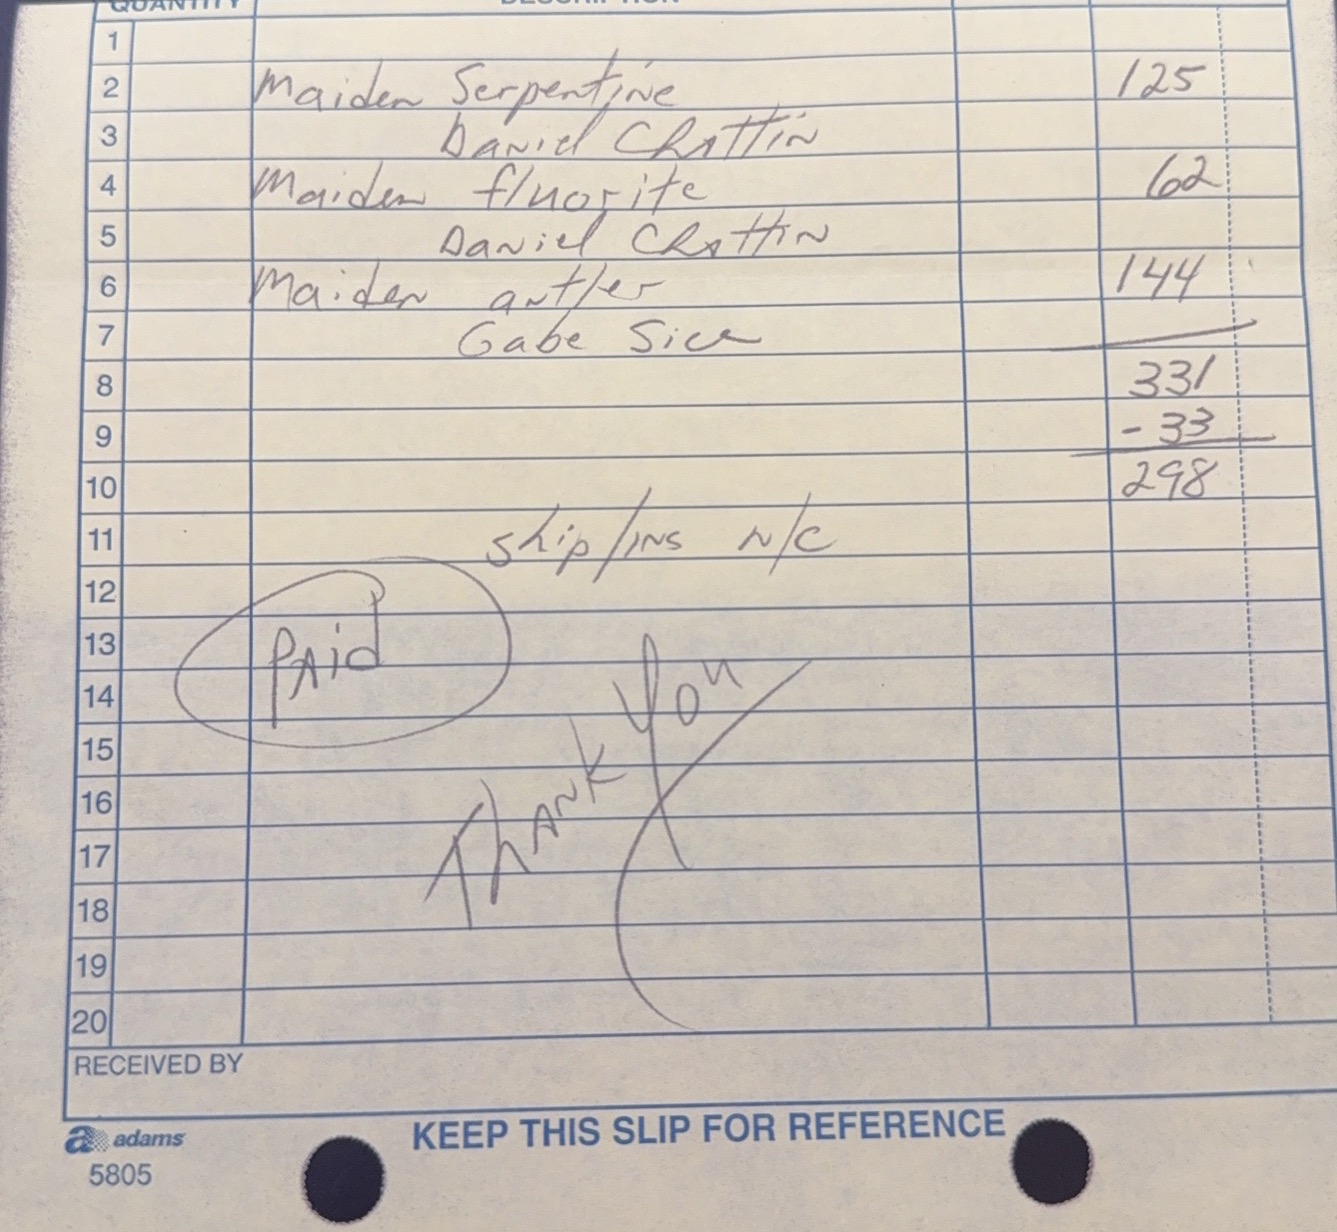 QUANTITY DESCRIPTION
1
2 Maiden Serpentine 125
3 Daniel Chattin
4 Maiden fluorite 62
5 Daniel Chattin
6 Maiden antler 144
7 Gabe Sice
8 331
9 - 33
10 298
11 ship/ins n/c
12
13 PAid
14
15
16
17
18
19
20
Thank You
RECEIVED BY
adams
5805
KEEP THIS SLIP FOR REFERENCE